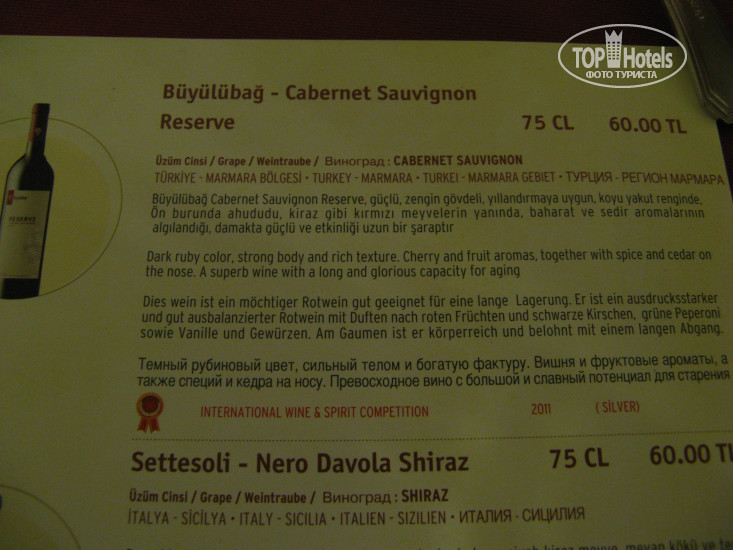 TOP Hotels
ФОТО ТУРИСТА
Büyülübağ - Cabernet Sauvignon
Reserve 75 CL 60.00 TL
Üzüm Cinsi / Grape / Weintraube / Виноград : CABERNET SAUVIGNON
TÜRKİYE - MARMARA BÖLGESİ • TURKEY - MARMARA • TURKEI - MARMARA GEBIET • ТУРЦИЯ - РЕГИОН МАРМАРА
Büyülübağ Cabernet Sauvignon Reserve, güçlü, zengin gövdeli, yıllandırmaya uygun, koyu yakut renginde,
Ön burunda ahududu, kiraz gibi kırmızı meyvelerin yanında, baharat ve sedir aromalarının
algılandığı, damakta güçlü ve etkinliği uzun bir şaraptır
Dark ruby color, strong body and rich texture. Cherry and fruit aromas, together with spice and cedar on
the nose. A superb wine with a long and glorious capacity for aging
Dies wein ist ein möchtiger Rotwein gut geeignet für eine lange Lagerung. Er ist ein ausdrucksstarker
und gut ausbalanzierter Rotwein mit Duften nach roten Früchten und schwarze Kirschen, grüne Peperoni
sowie Vanille und Gewürzen. Am Gaumen ist er körperreich und belohnt mit einem langen Abgang.
Темный рубиновый цвет, сильный телом и богатую фактуру. Вишня и фруктовые ароматы, а
также специй и кедра на носу. Превосходное вино с большой и славный потенциал для старения
INTERNATIONAL WINE & SPIRIT COMPETITION 2011 ( SİLVER)
Settesoli - Nero Davola Shiraz 75 CL 60.00 TL
Üzüm Cinsi / Grape / Weintraube / Виноград : SHIRAZ
İTALYA - SİCİLYA • ITALY - SICILIA • ITALIEN - SIZILIEN • ИТАЛИЯ - СИЦИЛИЯ